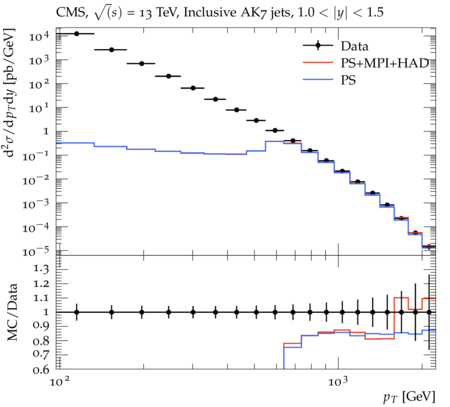 CMS, √(s) = 13 TeV, Inclusive AK7 jets, 1.0 < |y| < 1.5
d²σ/dp_T dy [pb/GeV]
10⁴
10³
10²
10¹
1
10⁻¹
10⁻²
10⁻³
10⁻⁴
10⁻⁵
Data
PS+MPI+HAD
PS
MC/Data
1.3
1.2
1.1
1
0.9
0.8
0.7
0.6
10²
10³
p_T [GeV]